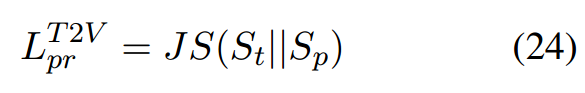 L_{pr}^{T2V} = JS(S_t||S_p) (24)